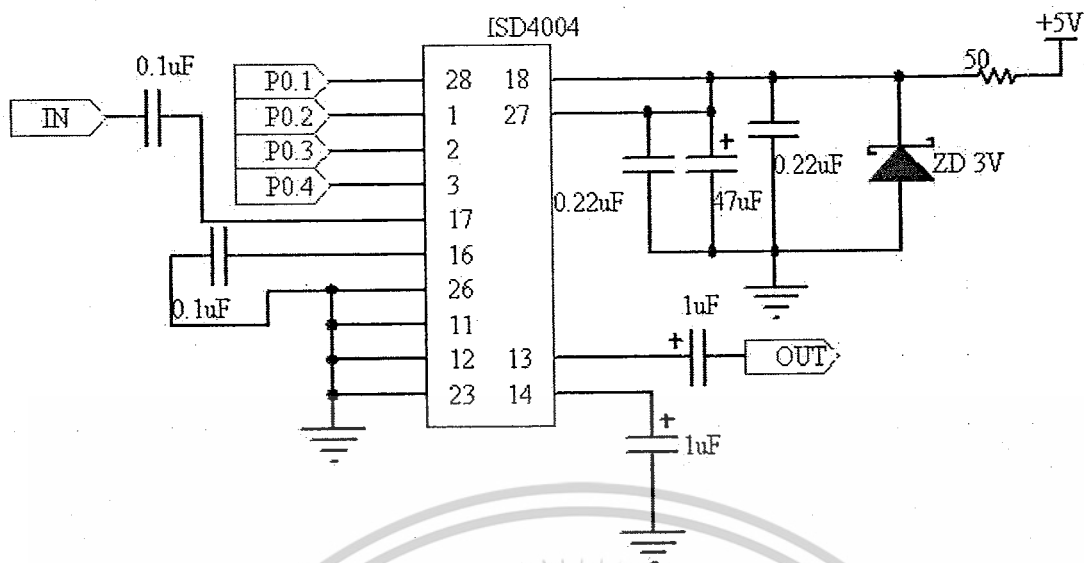 ISD4004
+5V
50
0.1uF
IN
P0.1
P0.2
P0.3
P0.4
28
1
2
3
17
16
26
11
12
23
18
27
13
14
0.22uF
+
47uF
0.22uF
ZD 3V
0.1uF
1uF
+
OUT
+
1uF